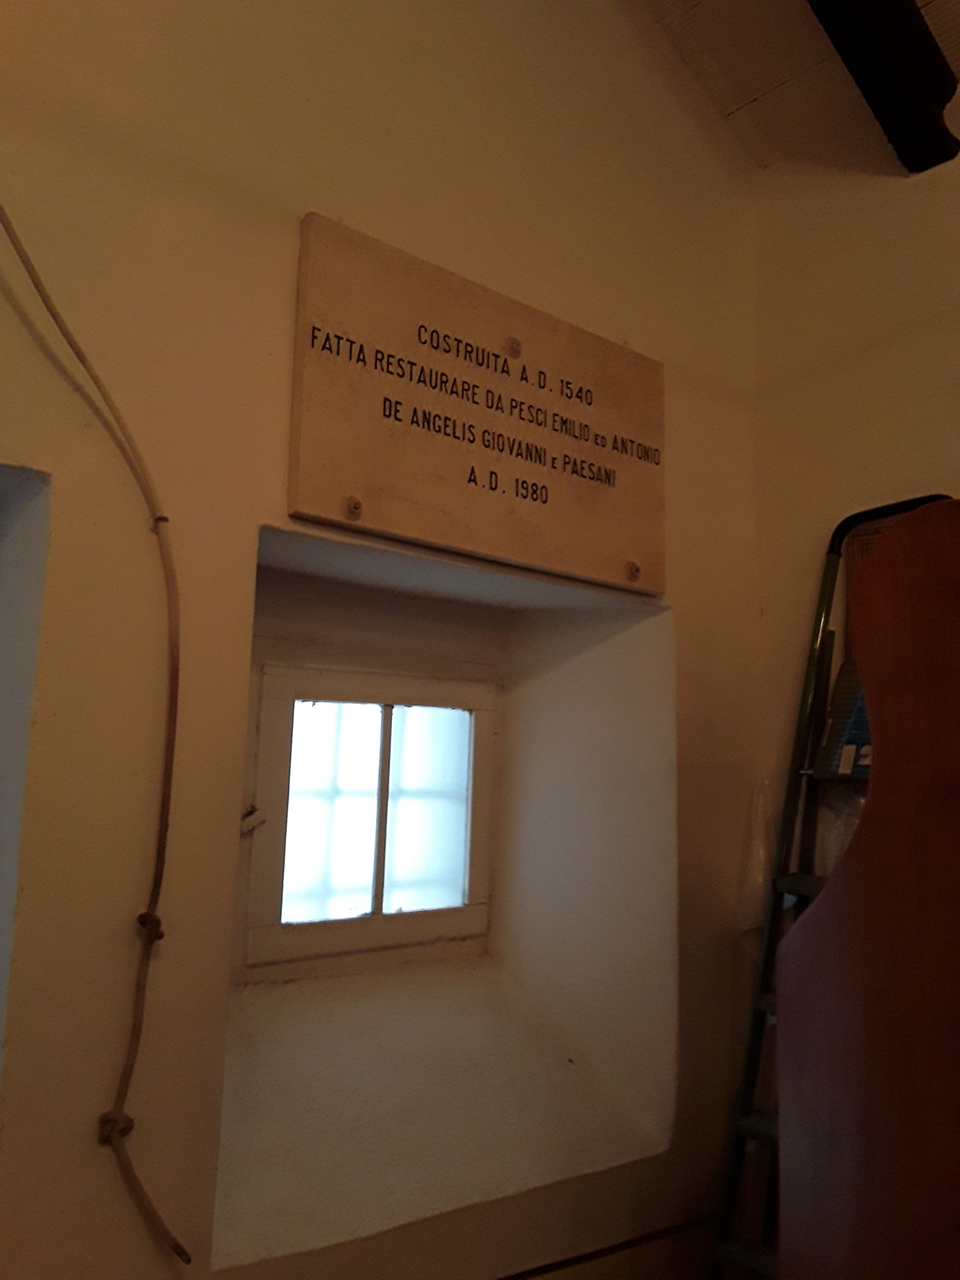 COSTRUITA A.D. 1540
FATTA RESTAURARE DA PESCI EMILIO ED ANTONIO
DE ANGELIS GIOVANNI E PAESANI
A.D. 1980